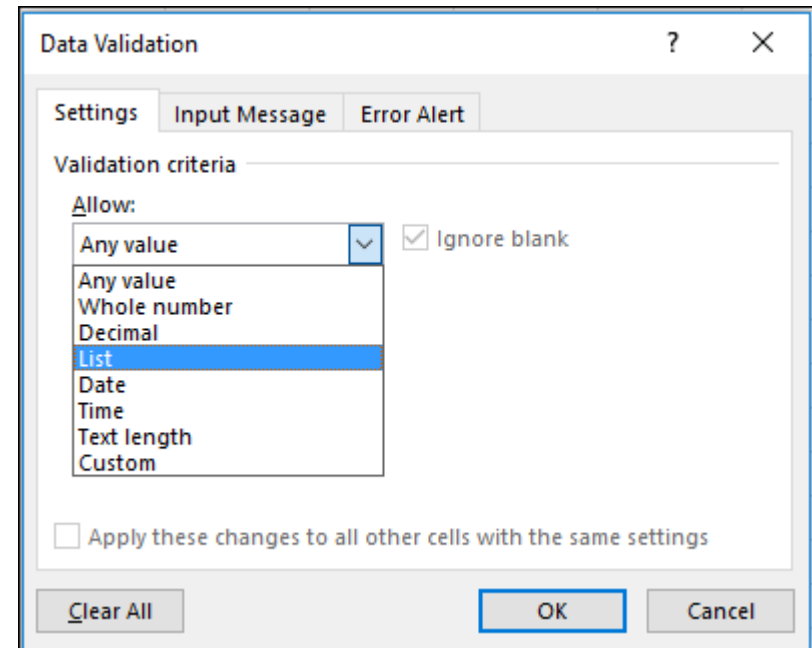 Data Validation ? ×
Settings Input Message Error Alert
Validation criteria
Allow:
Any value Ignore blank
Any value
Whole number
Decimal
List
Date
Time
Text length
Custom
Apply these changes to all other cells with the same settings
Clear All OK Cancel